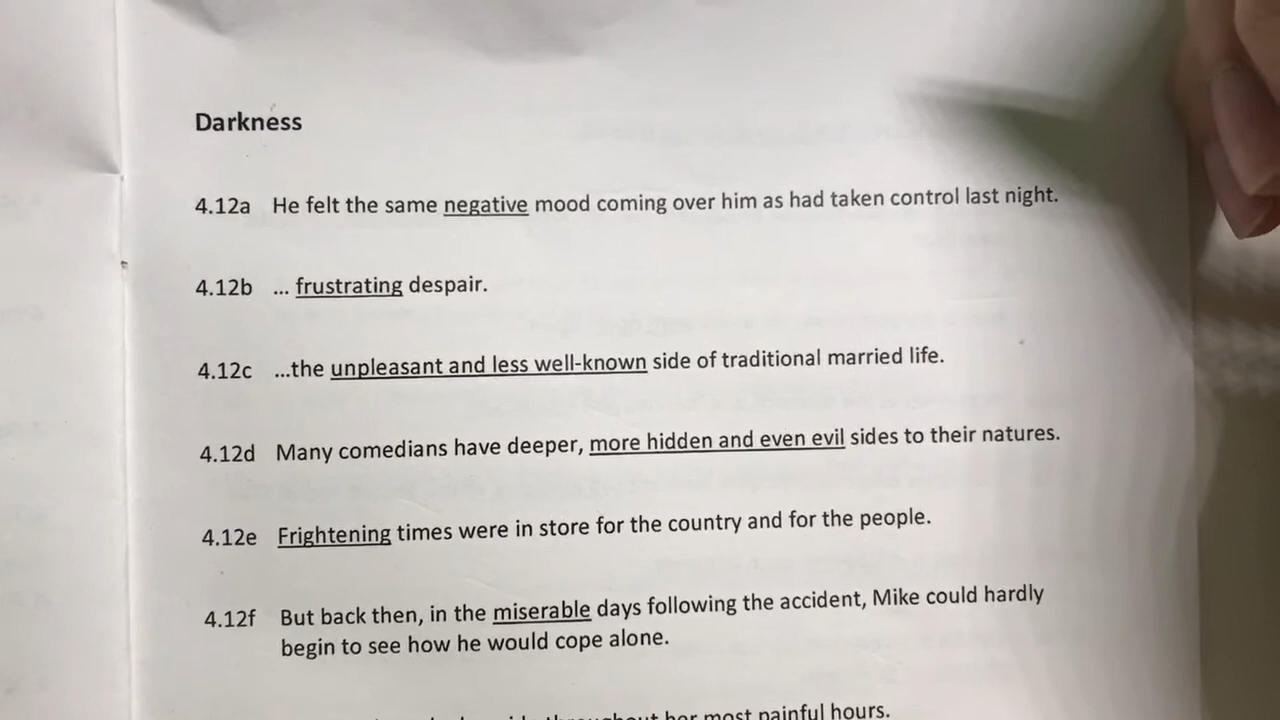 Darkness
4.12a He felt the same negative mood coming over him as had taken control last night.
4.12b ... frustrating despair.
4.12c ...the unpleasant and less well-known side of traditional married life.
4.12d Many comedians have deeper, more hidden and even evil sides to their natures.
4.12e Frightening times were in store for the country and for the people.
4.12f But back then, in the miserable days following the accident, Mike could hardly
begin to see how he would cope alone.
her most painful hours.